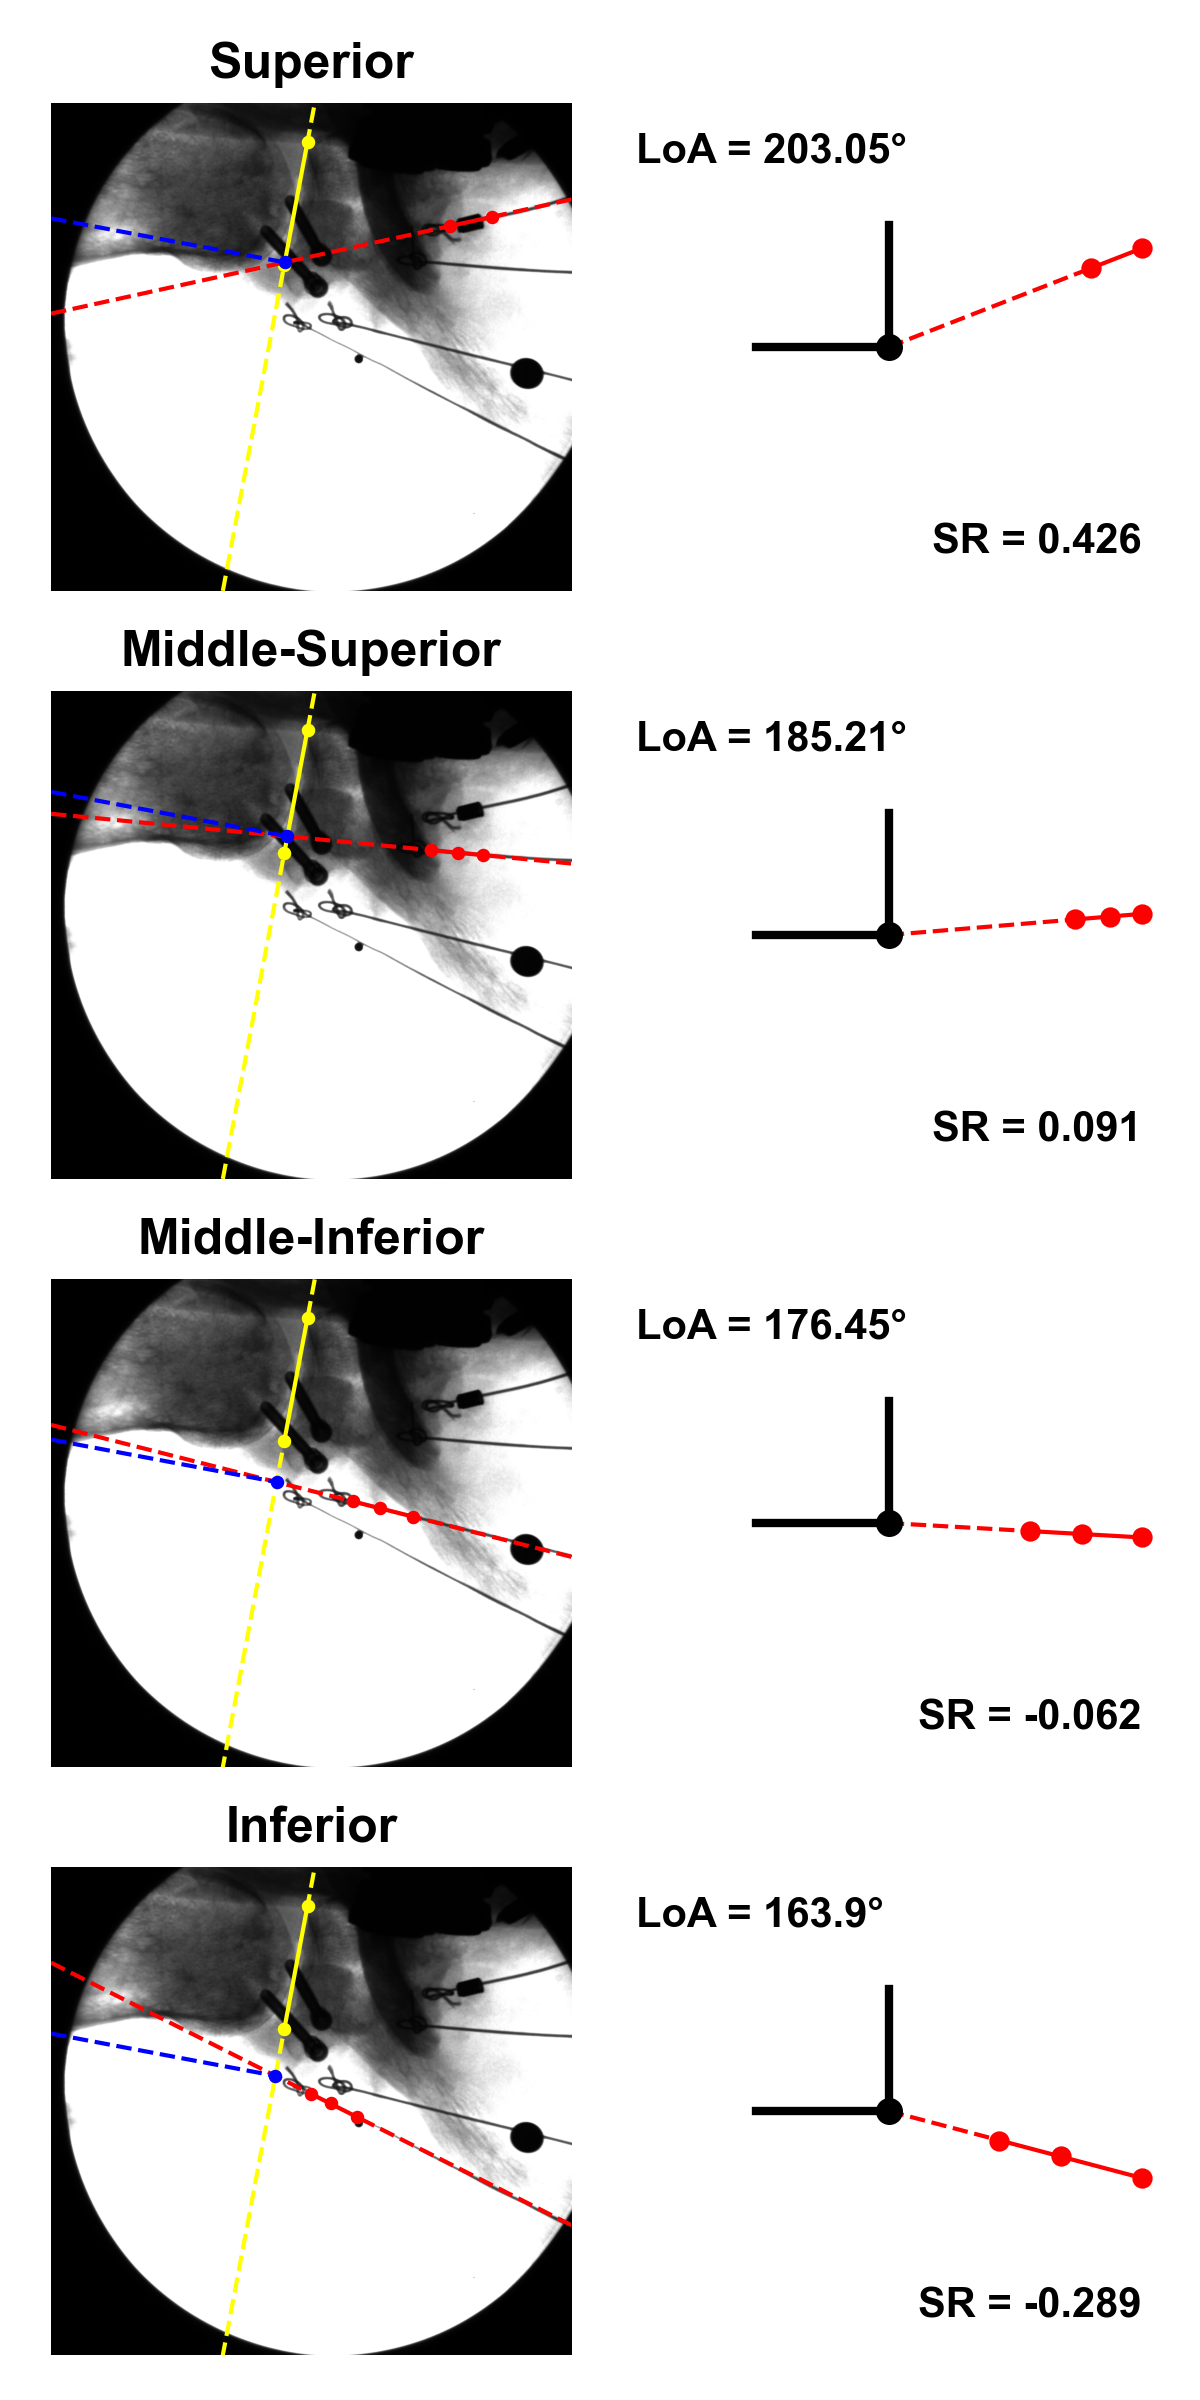 Superior
LoA = 203.05°
SR = 0.426
Middle-Superior
LoA = 185.21°
SR = 0.091
Middle-Inferior
LoA = 176.45°
SR = -0.062
Inferior
LoA = 163.9°
SR = -0.289